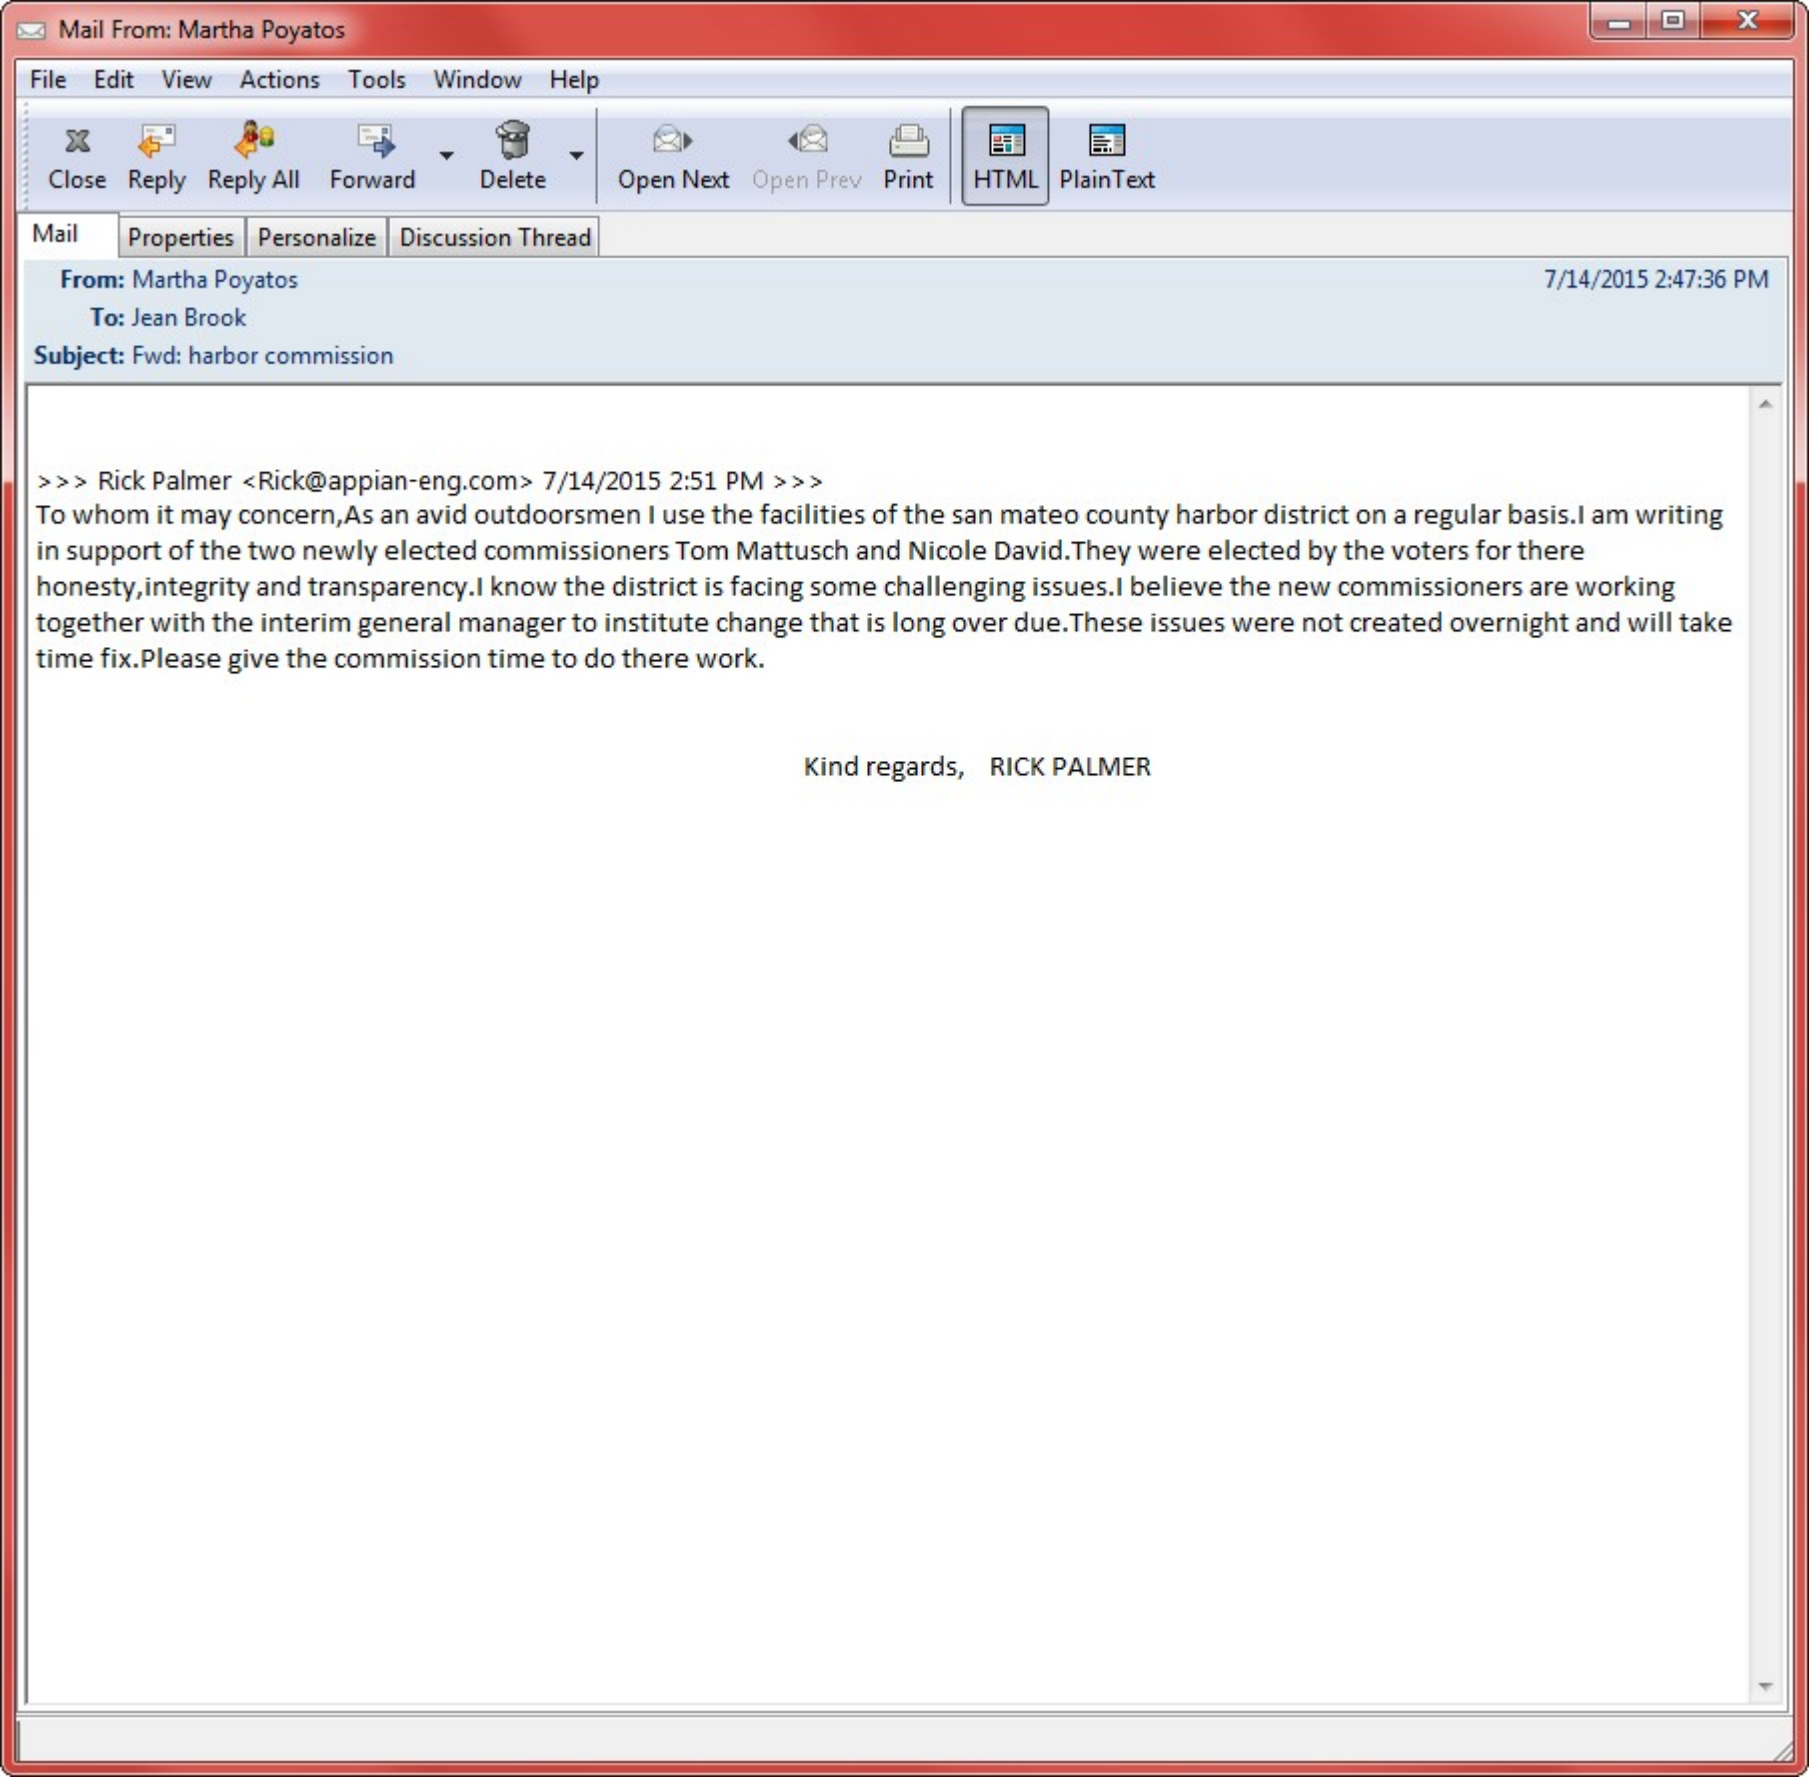 Mail From: Martha Poyatos
File Edit View Actions Tools Window Help
Close Reply Reply All Forward Delete Open Next Open Prev Print HTML PlainText
Mail Properties Personalize Discussion Thread
From: Martha Poyatos 7/14/2015 2:47:36 PM
To: Jean Brook
Subject: Fwd: harbor commission
>>> Rick Palmer <Rick@appian-eng.com> 7/14/2015 2:51 PM >>>
To whom it may concern,As an avid outdoorsmen I use the facilities of the san mateo county harbor district on a regular basis.I am writing
in support of the two newly elected commissioners Tom Mattusch and Nicole David.They were elected by the voters for there
honesty,integrity and transparency.I know the district is facing some challenging issues.I believe the new commissioners are working
together with the interim general manager to institute change that is long over due.These issues were not created overnight and will take
time fix.Please give the commission time to do there work.
Kind regards, RICK PALMER